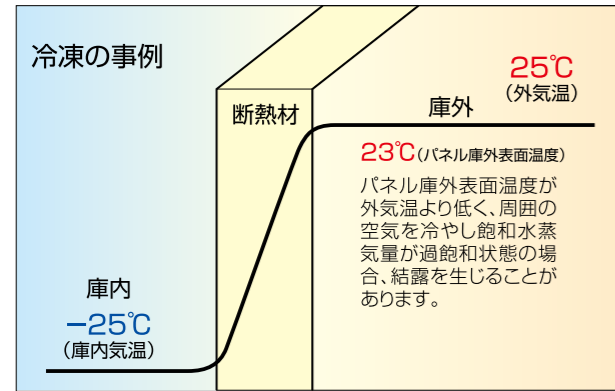 冷凍の事例
25℃
(外気温)
断熱材
庫外
23℃(パネル庫外表面温度)
パネル庫外表面温度が
外気温より低く、周囲の
空気を冷やし飽和水蒸
気量が過飽和状態の場
合、結露を生じることが
あります。
庫内
−25℃
(庫内気温)